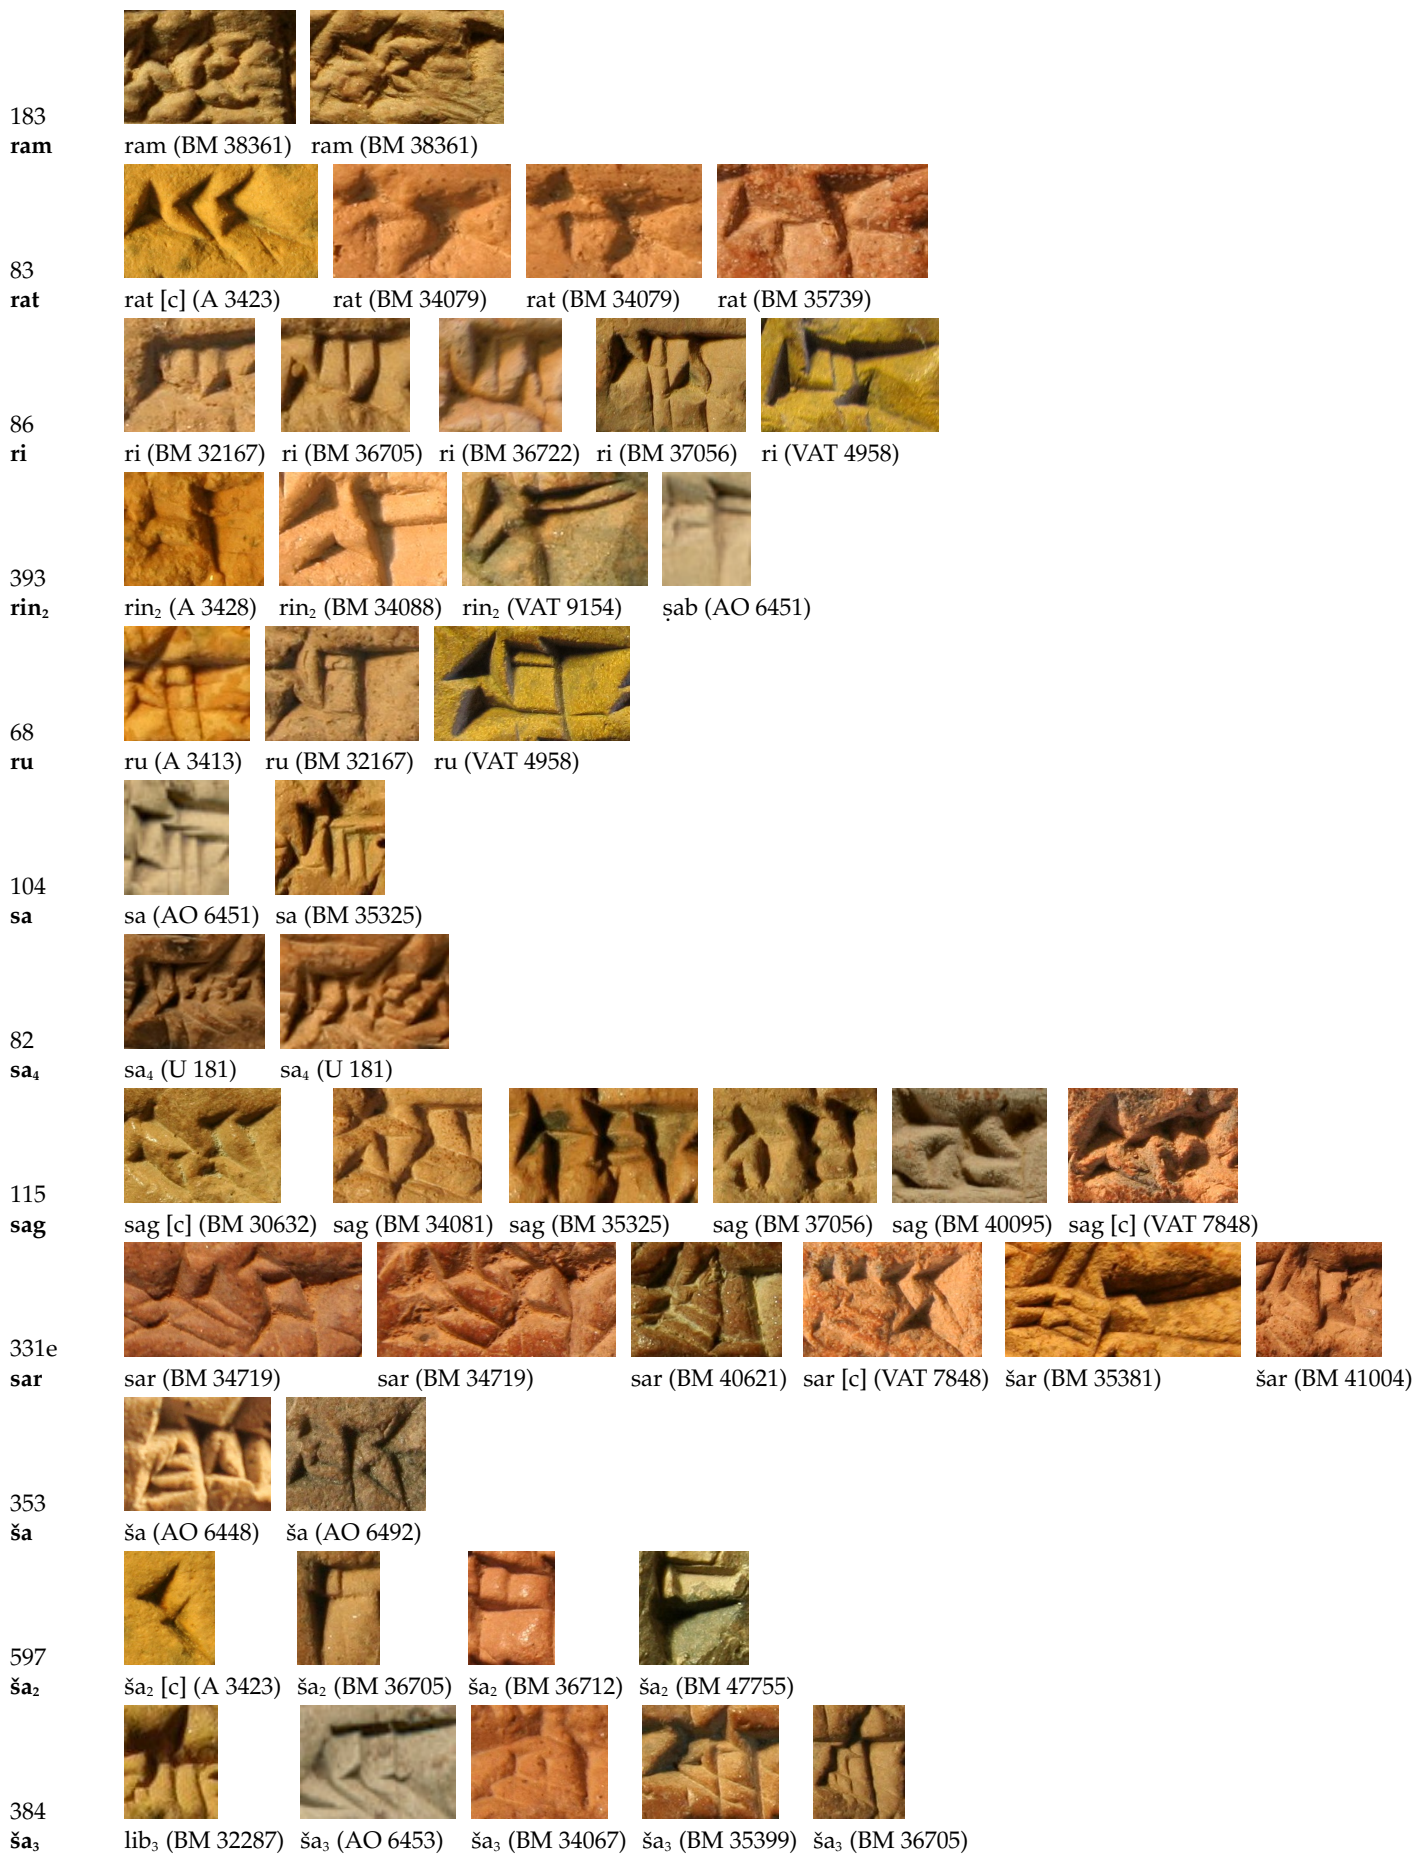 183
ram ram (BM 38361) ram (BM 38361)
83
rat rat [c] (A 3423) rat (BM 34079) rat (BM 34079) rat (BM 35739)
86
ri ri (BM 32167) ri (BM 36705) ri (BM 36722) ri (BM 37056) ri (VAT 4958)
393
rin₂ rin₂ (A 3428) rin₂ (BM 34088) rin₂ (VAT 9154) ṣab (AO 6451)
68
ru ru (A 3413) ru (BM 32167) ru (VAT 4958)
104
sa sa (AO 6451) sa (BM 35325)
82
sa₄ sa₄ (U 181) sa₄ (U 181)
115
sag sag [c] (BM 30632) sag (BM 34081) sag (BM 35325) sag (BM 37056) sag (BM 40095) sag [c] (VAT 7848)
331e
sar sar (BM 34719) sar (BM 34719) sar (BM 40621) sar [c] (VAT 7848) šar (BM 35381) šar (BM 41004)
353
ša ša (AO 6448) ša (AO 6492)
597
ša₂ ša₂ [c] (A 3423) ša₂ (BM 36705) ša₂ (BM 36712) ša₂ (BM 47755)
384
ša₃ lib₃ (BM 32287) ša₃ (AO 6453) ša₃ (BM 34067) ša₃ (BM 35399) ša₃ (BM 36705)